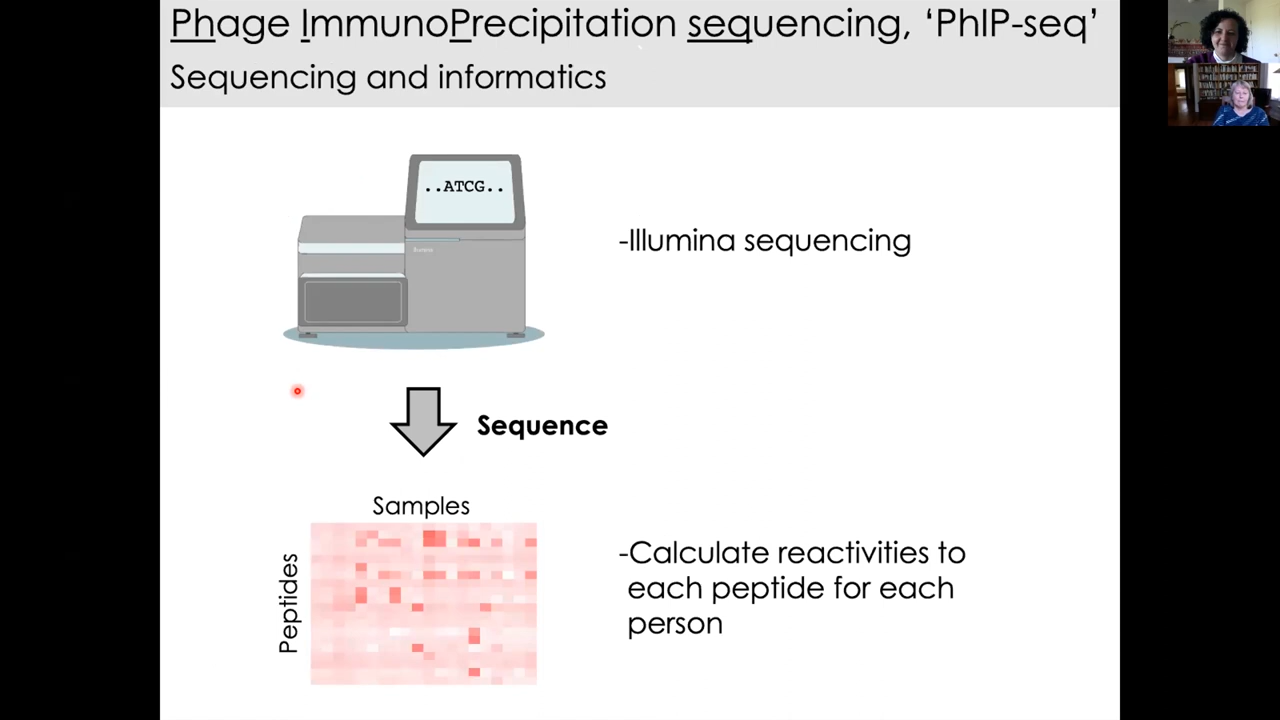 Phage ImmunoPrecipitation sequencing, ‘PhIP-seq’
Sequencing and informatics
..ATCG..
-Illumina sequencing
Sequence
Samples
Peptides
-Calculate reactivities to
each peptide for each
person